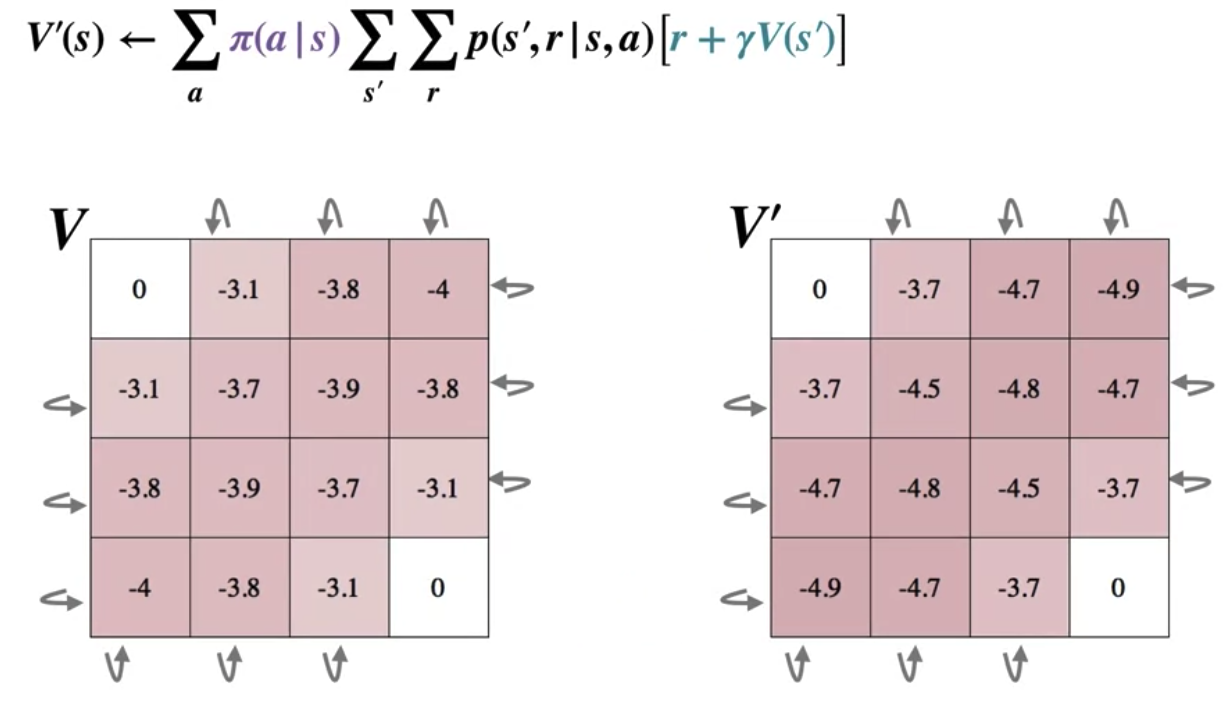 V′(s) ← ∑ π(a|s) ∑ ∑ p(s′, r|s, a)[r + γV(s′)]
a s′ r
V
0 -3.1 -3.8 -4
-3.1 -3.7 -3.9 -3.8
-3.8 -3.9 -3.7 -3.1
-4 -3.8 -3.1 0
V′
0 -3.7 -4.7 -4.9
-3.7 -4.5 -4.8 -4.7
-4.7 -4.8 -4.5 -3.7
-4.9 -4.7 -3.7 0